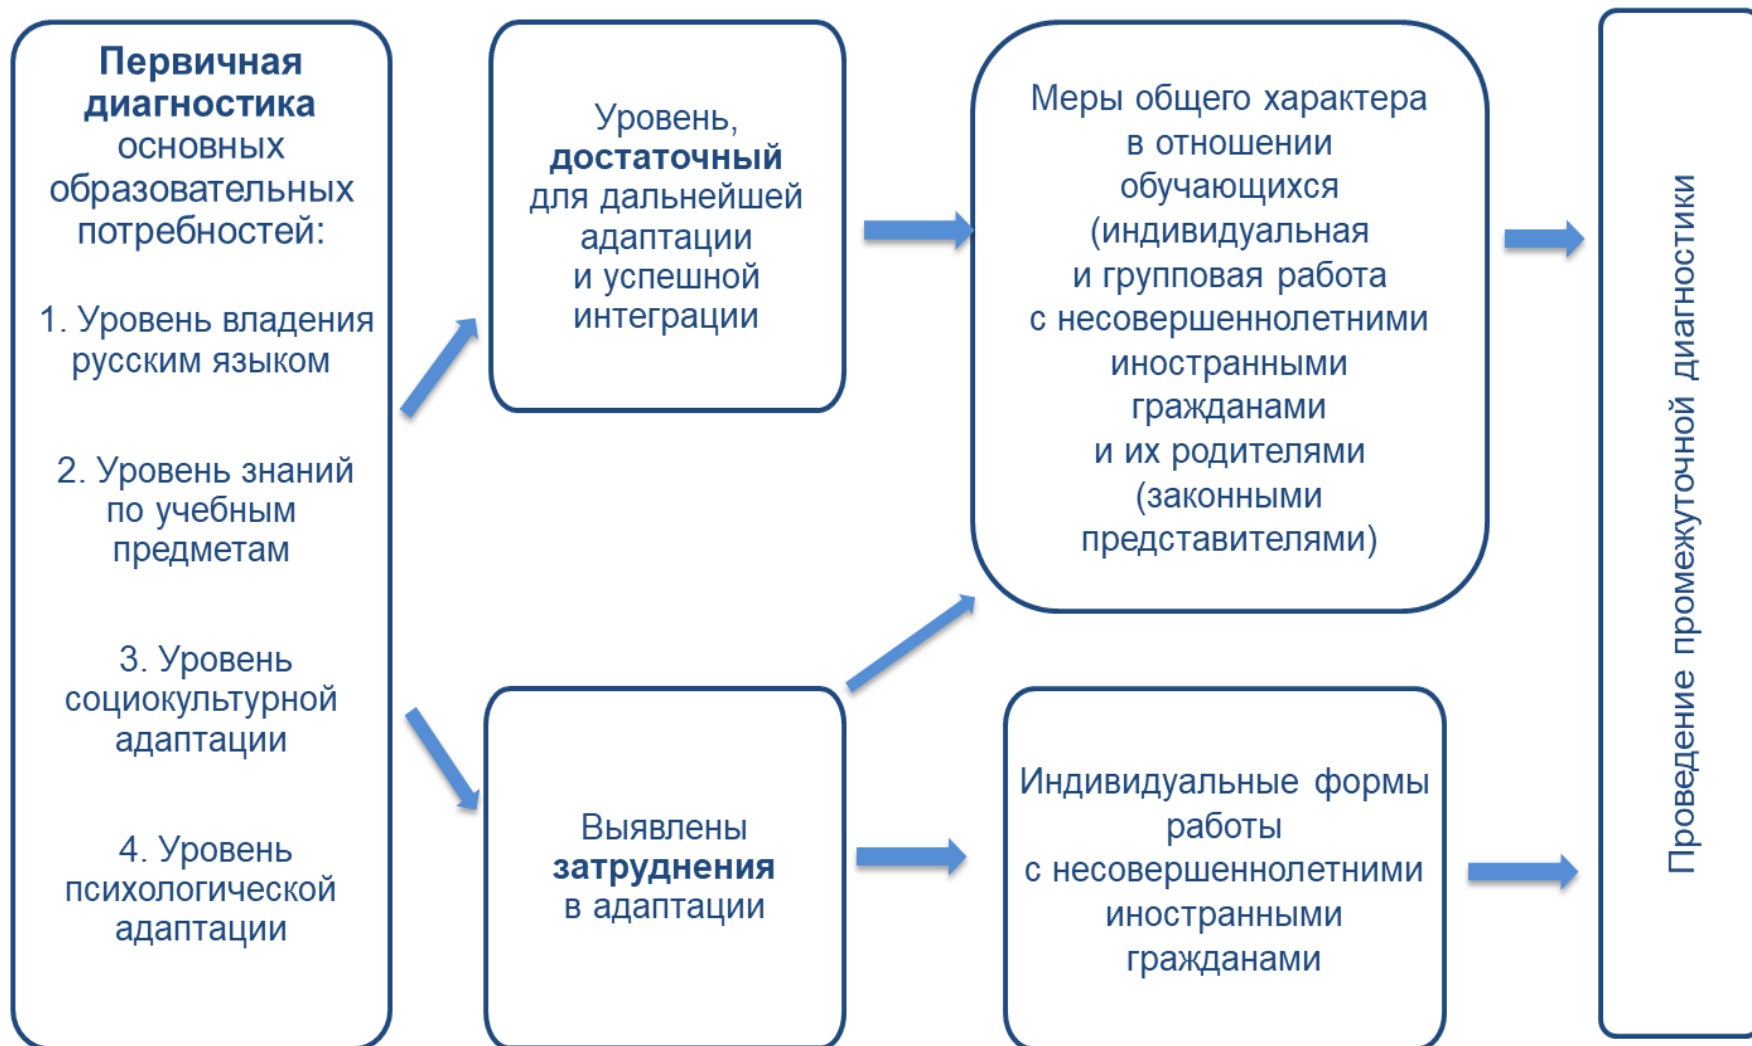 Первичная
диагностика
основных
образовательных
потребностей:
1. Уровень владения
русским языком
2. Уровень знаний
по учебным
предметам
3. Уровень
социокультурной
адаптации
4. Уровень
психологической
адаптации
Уровень,
достаточный
для дальнейшей
адаптации
и успешной
интеграции
Выявлены
затруднения
в адаптации
Меры общего характера
в отношении
обучающихся
(индивидуальная
и групповая работа
с несовершеннолетними
иностранными
гражданами
и их родителями
(законными
представителями)
Индивидуальные формы
работы
с несовершеннолетними
иностранными
гражданами
Проведение промежуточной диагностики